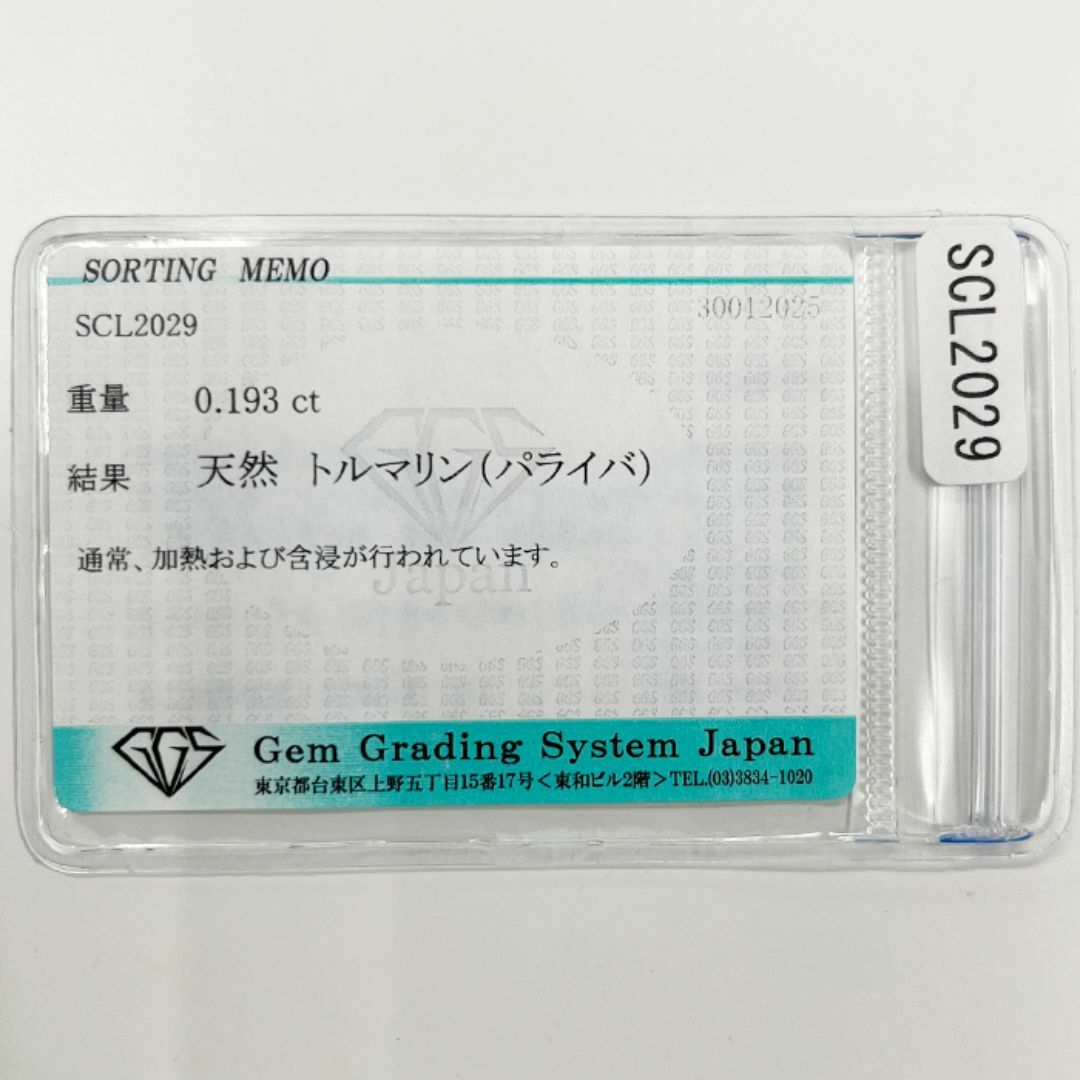 SORTING MEMO
SCL2029
30012025
重量 0.193 ct
結果 天然 トルマリン(パライバ)
通常、加熱および含浸が行われています。
GGS
Japan
GGS Gem Grading System Japan
東京都台東区上野五丁目15番17号<東和ビル2階>TEL.(03)3834-1020
SCL2029